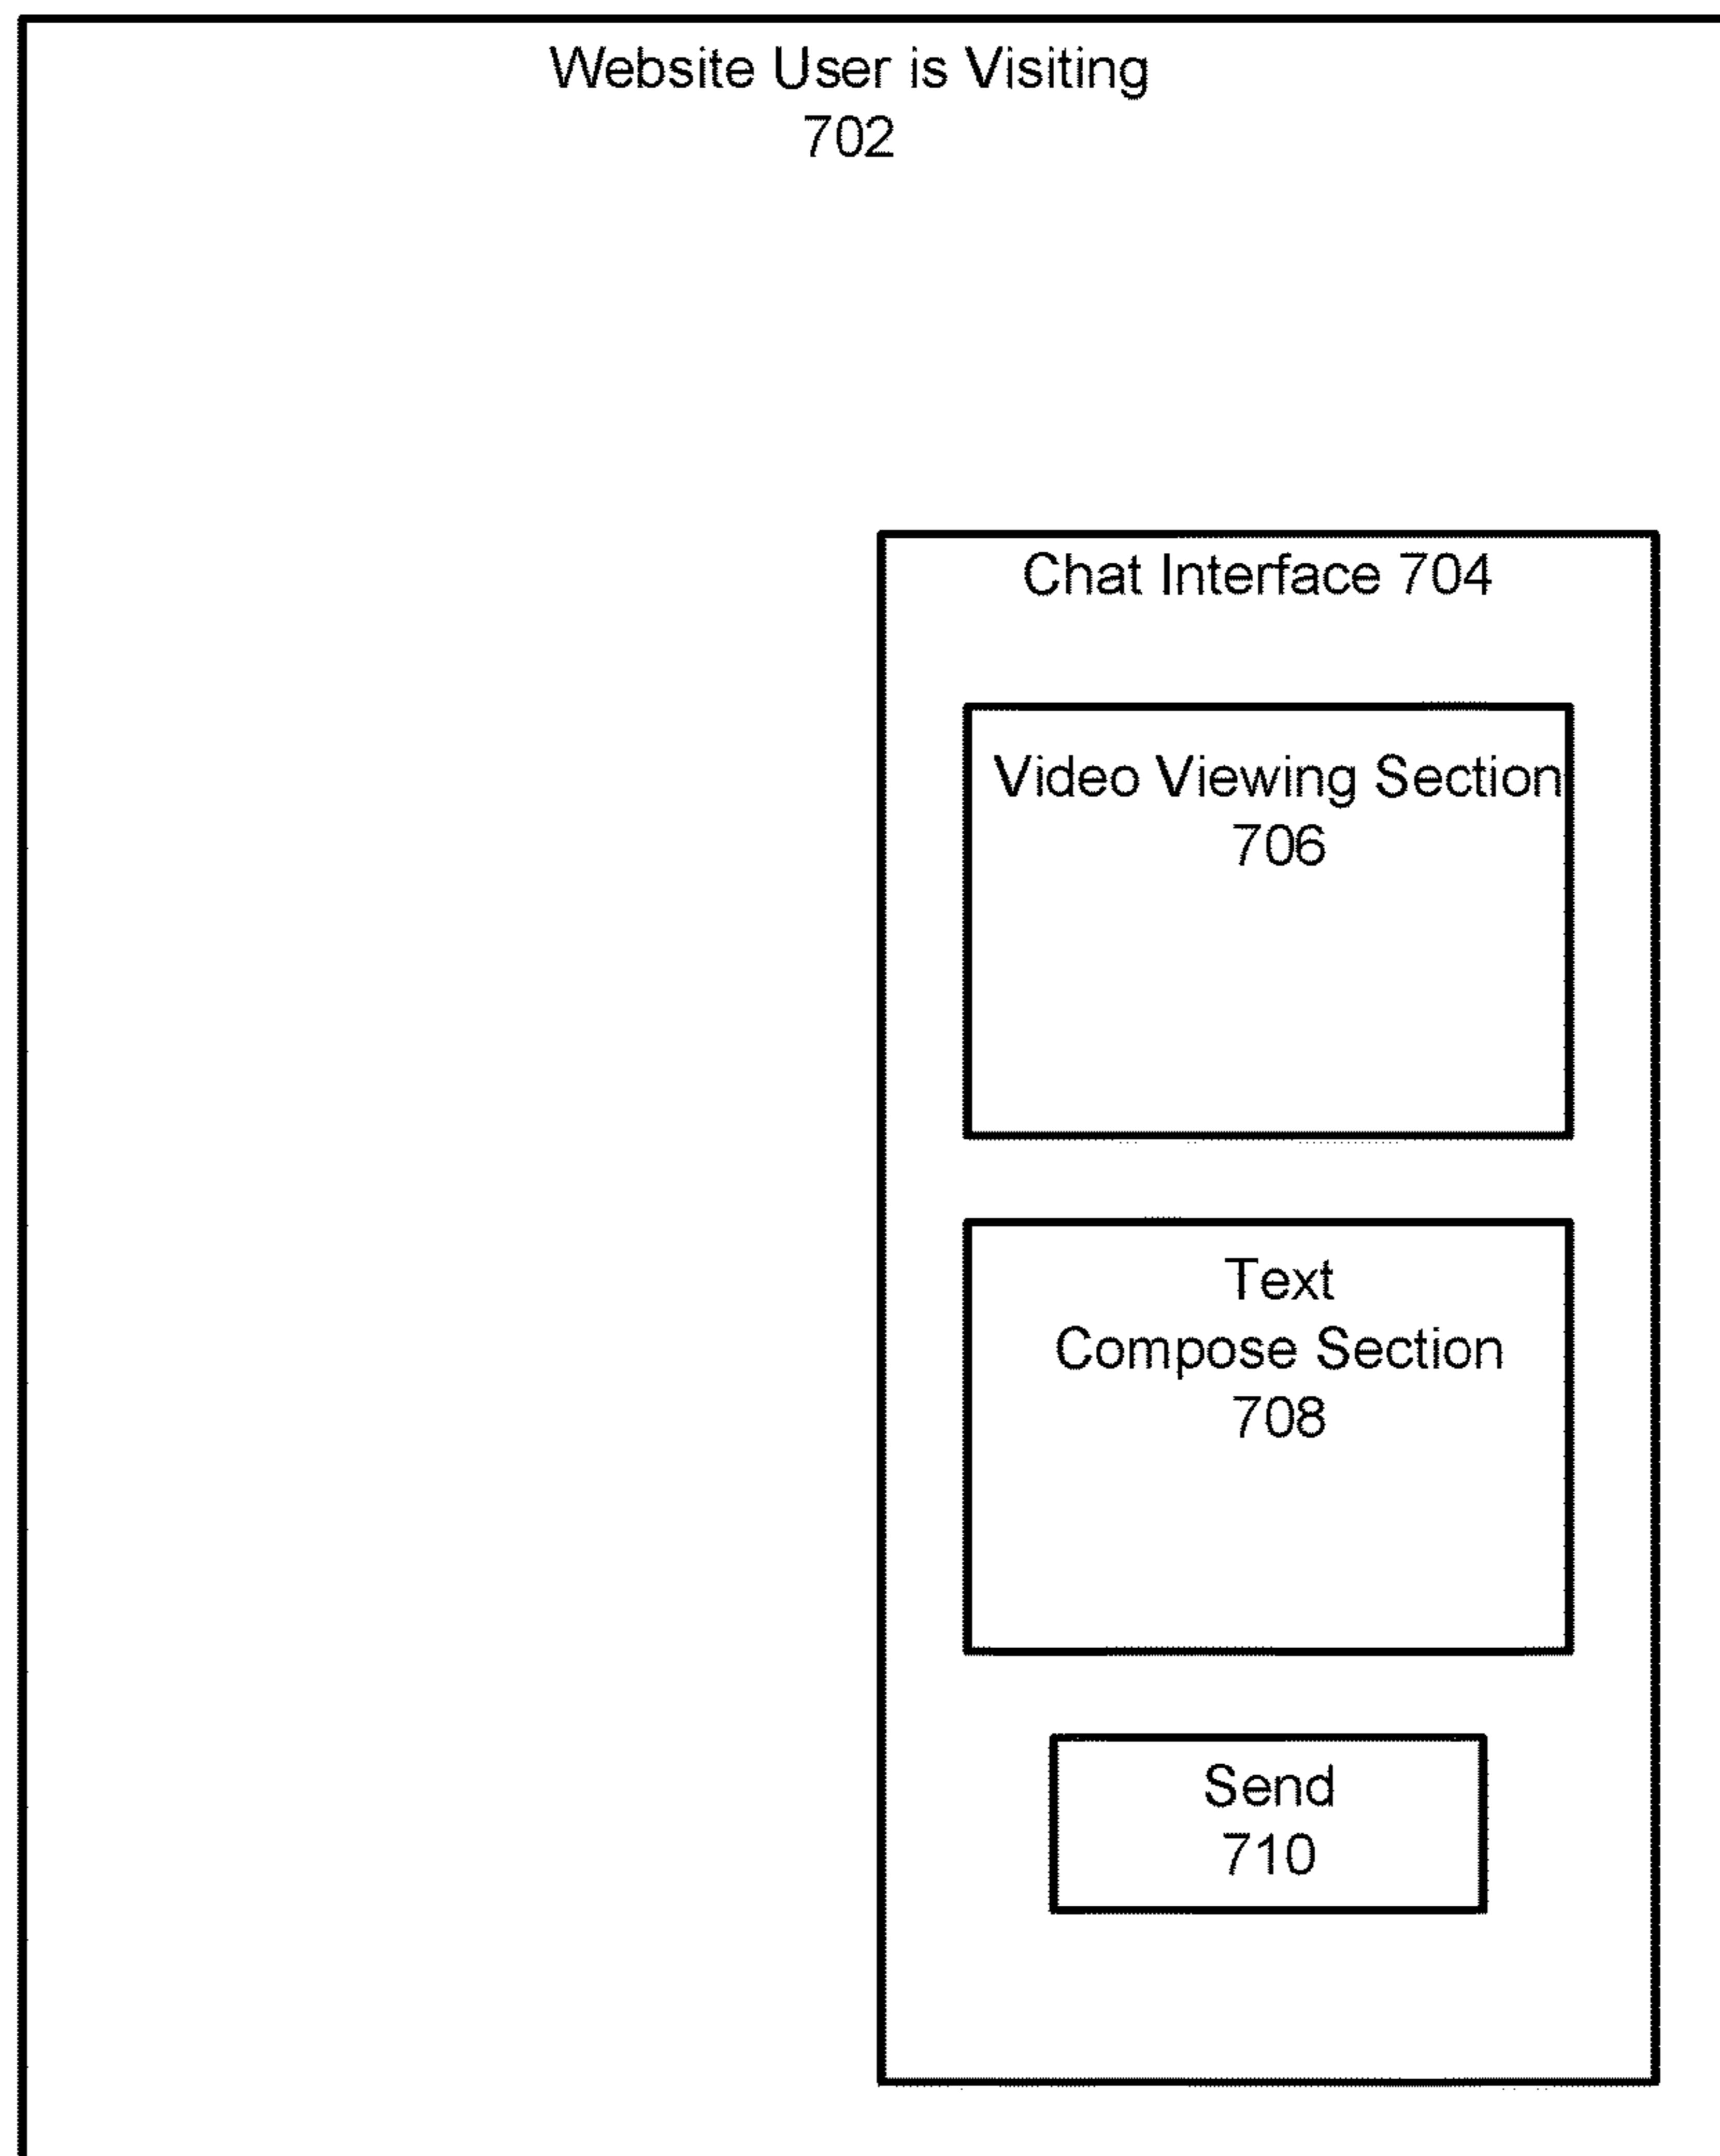 Website User is Visiting
702
Chat Interface 704
Video Viewing Section
706
Text
Compose Section
708
Send
710